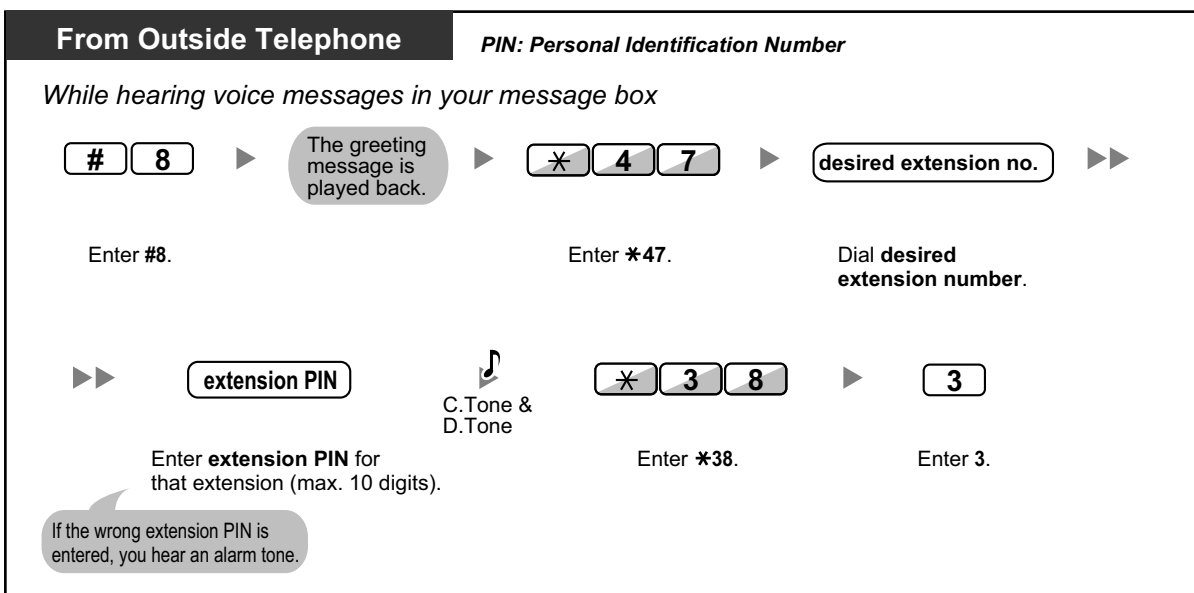 From Outside Telephone
PIN: Personal Identification Number
While hearing voice messages in your message box
# 8
The greeting
message is
played back.
* 4 7
desired extension no.
Enter #8.
Enter *47.
Dial desired
extension number.
extension PIN
C.Tone &
D.Tone
* 3 8
3
Enter extension PIN for
that extension (max. 10 digits).
Enter *38.
Enter 3.
If the wrong extension PIN is
entered, you hear an alarm tone.